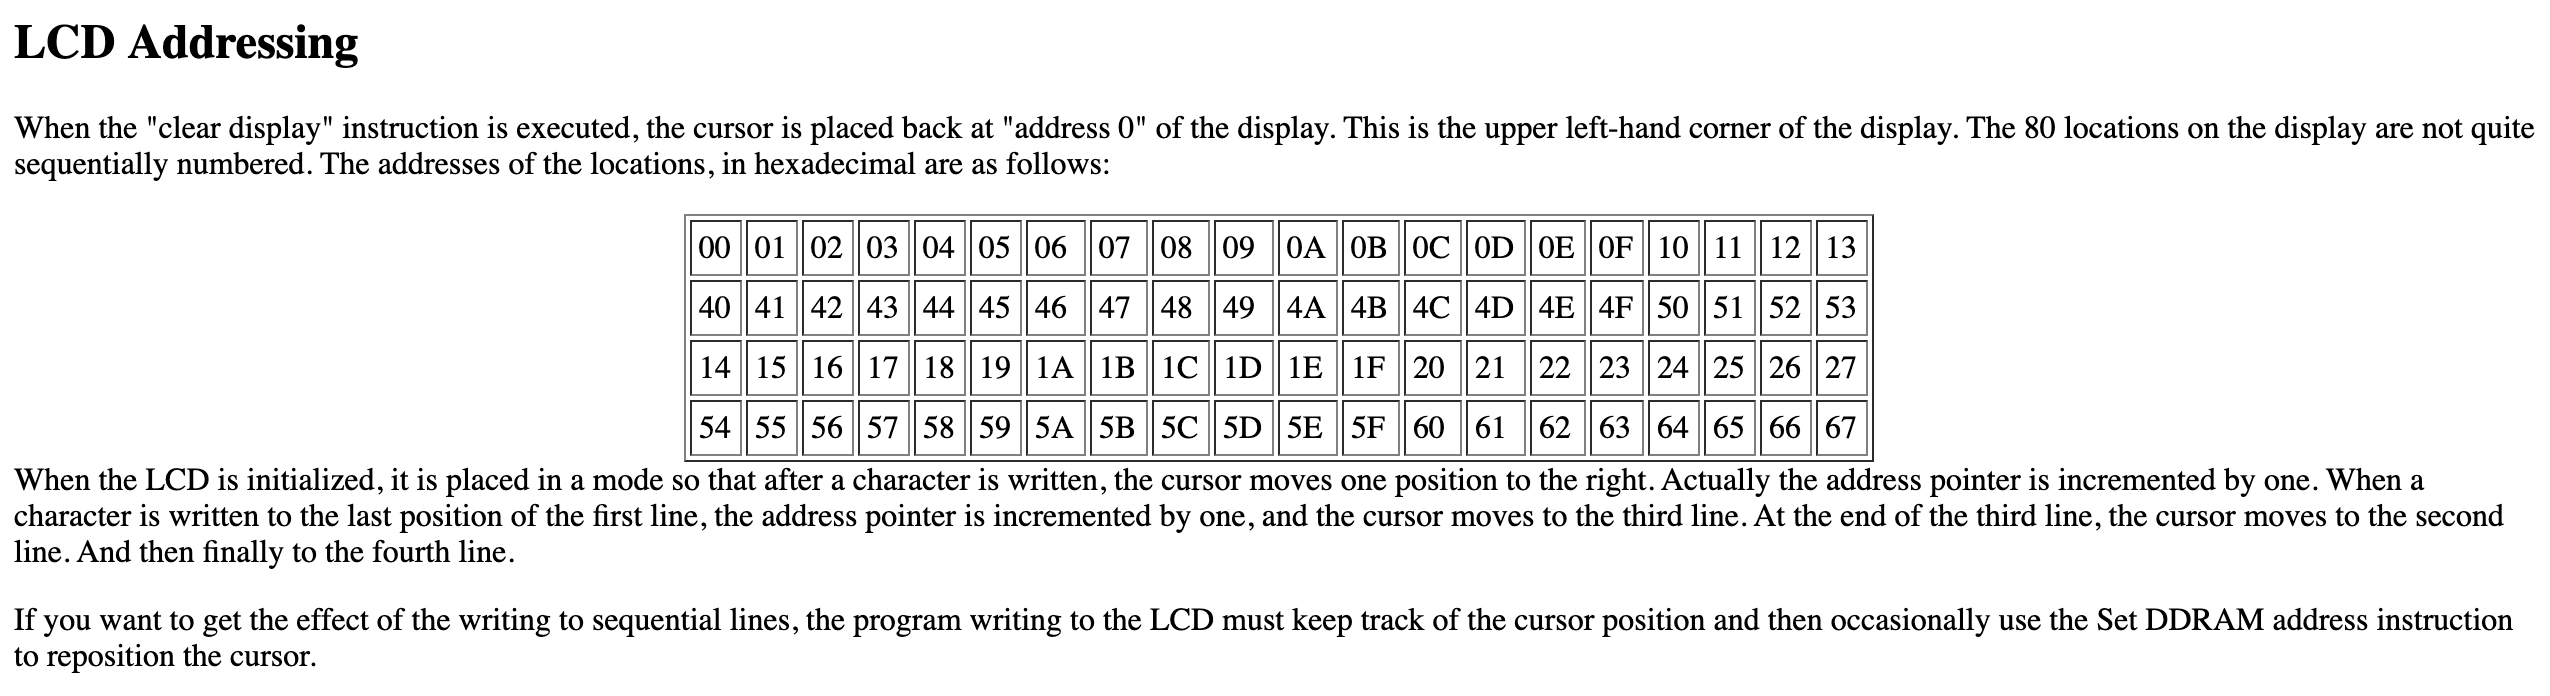 LCD Addressing
When the "clear display" instruction is executed, the cursor is placed back at "address 0" of the display. This is the upper left-hand corner of the display. The 80 locations on the display are not quite
sequentially numbered. The addresses of the locations, in hexadecimal are as follows:
00 01 02 03 04 05 06 07 08 09 0A 0B 0C 0D 0E 0F 10 11 12 13
40 41 42 43 44 45 46 47 48 49 4A 4B 4C 4D 4E 4F 50 51 52 53
14 15 16 17 18 19 1A 1B 1C 1D 1E 1F 20 21 22 23 24 25 26 27
54 55 56 57 58 59 5A 5B 5C 5D 5E 5F 60 61 62 63 64 65 66 67
When the LCD is initialized, it is placed in a mode so that after a character is written, the cursor moves one position to the right. Actually the address pointer is incremented by one. When a
character is written to the last position of the first line, the address pointer is incremented by one, and the cursor moves to the third line. At the end of the third line, the cursor moves to the second
line. And then finally to the fourth line.
If you want to get the effect of the writing to sequential lines, the program writing to the LCD must keep track of the cursor position and then occasionally use the Set DDRAM address instruction
to reposition the cursor.